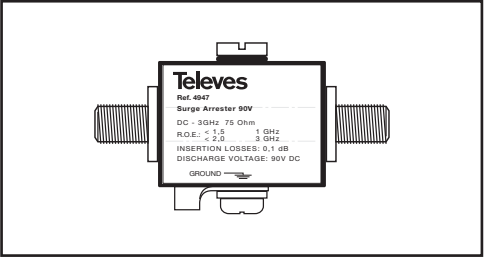 Televes
Ref. 4947
Surge Arrester 90V
DC - 3GHz 75 Ohm
R.O.E.: < 1,5 1 GHz
< 2,0 3 GHz
INSERTION LOSSES: 0,1 dB
DISCHARGE VOLTAGE: 90V DC
GROUND